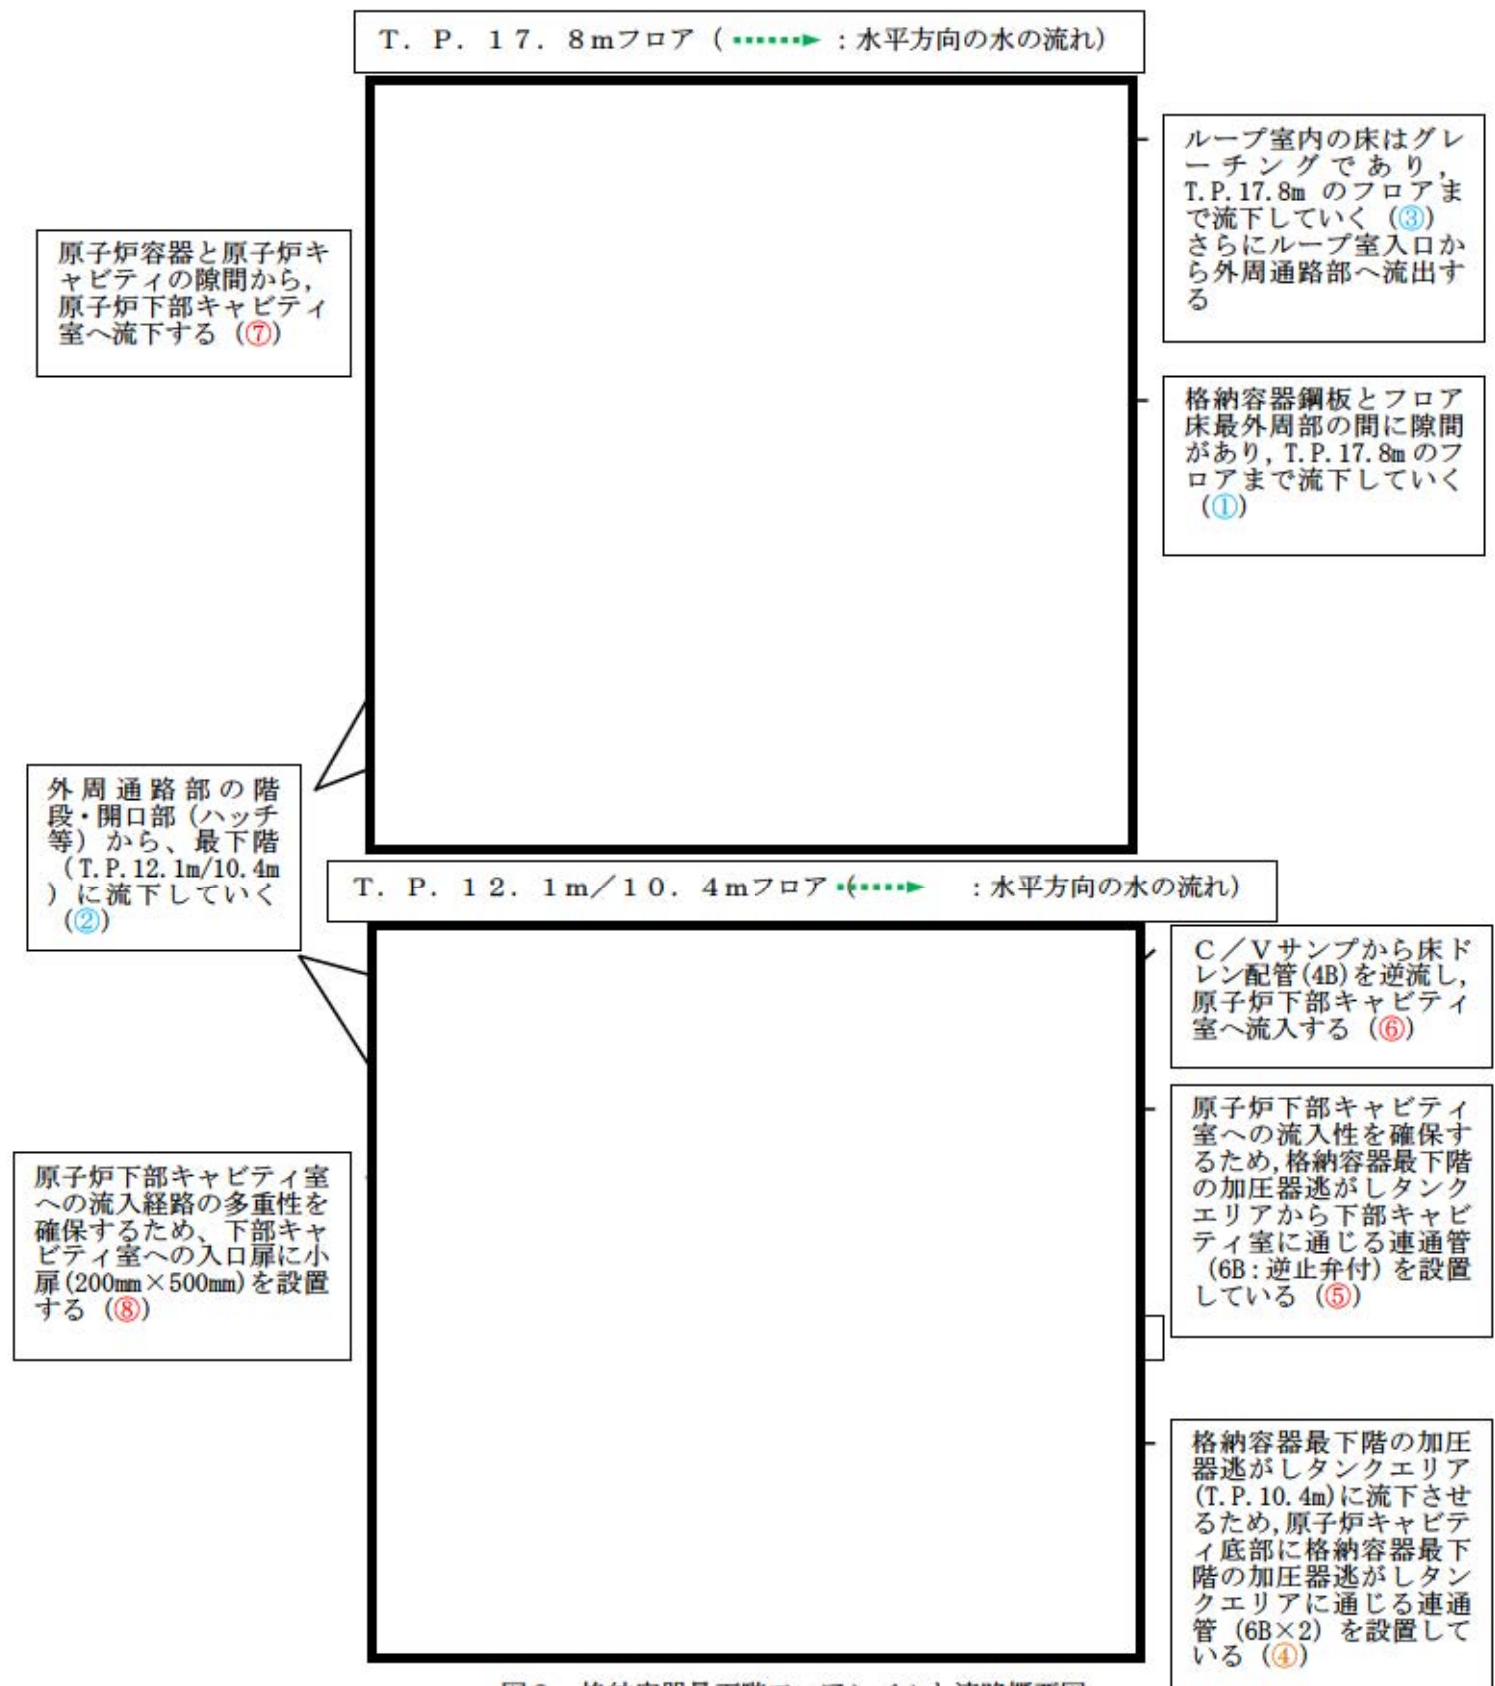 T．P．17．8mフロア（ : 水平方向の水の流れ）
ループ室内の床はグレ
ーチングであり，
T.P.17.8m のフロアま
で流下していく（③）
さらにループ室入口か
ら外周通路部へ流出す
る
原子炉容器と原子炉キ
ャビティの隙間から，
原子炉下部キャビティ
室へ流下する（⑦）
格納容器鋼板とフロア
床最外周部の間に隙間
があり，T.P.17.8mのフ
ロアまで流下していく
（①）
外周通路部の階
段・開口部（ハッチ
等）から、最下階
（T.P.12.1m/10.4m
）に流下していく
（②）
T．P．12．1m／10．4mフロア（ : 水平方向の水の流れ）
C／Vサンプから床ド
レン配管(4B)を逆流し，
原子炉下部キャビティ
室へ流入する（⑥）
原子炉下部キャビティ
室への流入性を確保す
るため，格納容器最下階
の加圧器逃がしタンク
エリアから下部キャビ
ティ室に通じる連通管
（6B:逆止弁付）を設置
している（⑤）
原子炉下部キャビティ室
への流入経路の多重性を
確保するため、下部キャ
ビティ室への入口扉に小
扉(200mm×500mm)を設置
する（⑧）
格納容器最下階の加圧
器逃がしタンクエリア
(T.P.10.4m)に流下させ
るため，原子炉キャビテ
ィ底部に格納容器最下
階の加圧器逃がしタン
クエリアに通じる連通
管（6B×2）を設置して
いる（④）